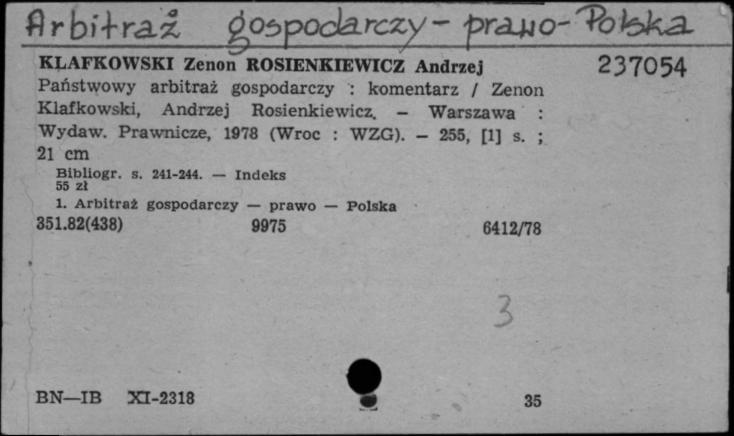 Arbitraż gospodarczy - prawo - Polska
KLAFKOWSKI Zenon ROSIENKIEWICZ Andrzej 237054
Państwowy arbitraż gospodarczy : komentarz / Zenon
Klafkowski, Andrzej Rosienkiewicz. — Warszawa :
Wydaw. Prawnicze, 1978 (Wroc : WZG). — 255, [1] s. ;
21 cm
Bibliogr. s. 241-244. — Indeks
55 zł
1. Arbitraż gospodarczy — prawo — Polska
351.82(438) 9975 6412/78
3
BN—IB XI-2318 35